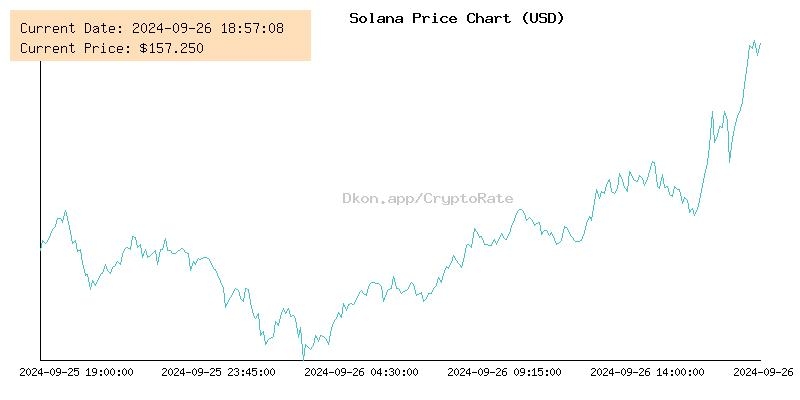 Solana Price Chart (USD)
Current Date: 2024-09-26 18:57:08
Current Price: $157.250
Dkon.app/CryptoRate
2024-09-25 19:00:00 2024-09-25 23:45:00 2024-09-26 04:30:00 2024-09-26 09:15:00 2024-09-26 14:00:00 2024-09-26